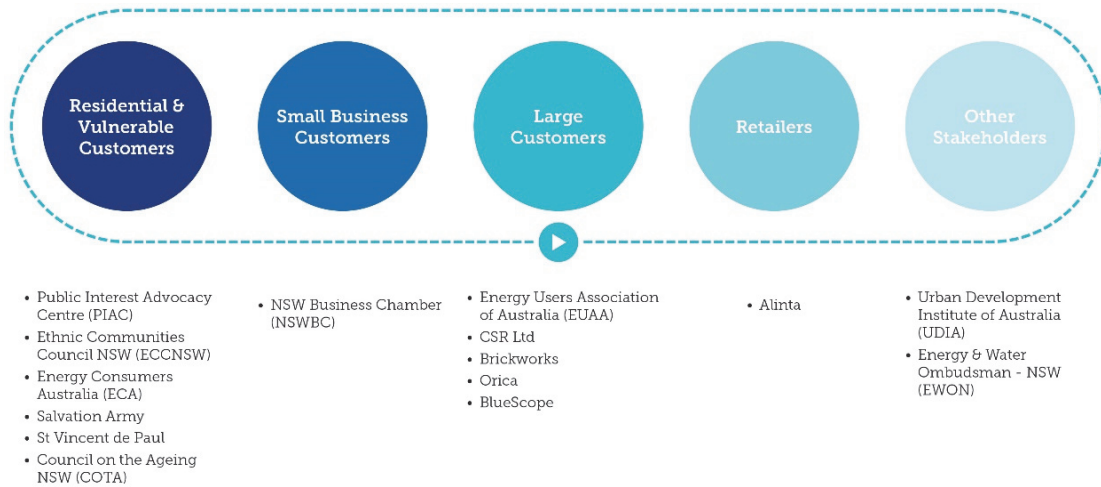 Residential &
Vulnerable
Customers
Small Business
Customers
Large
Customers
Retailers
Other
Stakeholders
• Public Interest Advocacy
Centre (PIAC)
• Ethnic Communities
Council NSW (ECCNSW)
• Energy Consumers
Australia (ECA)
• Salvation Army
• St Vincent de Paul
• Council on the Ageing
NSW (COTA)
• NSW Business Chamber
(NSWBC)
• Energy Users Association
of Australia (EUAA)
• CSR Ltd
• Brickworks
• Orica
• BlueScope
• Alinta
• Urban Development
Institute of Australia
(UDIA)
• Energy & Water
Ombudsman - NSW
(EWON)